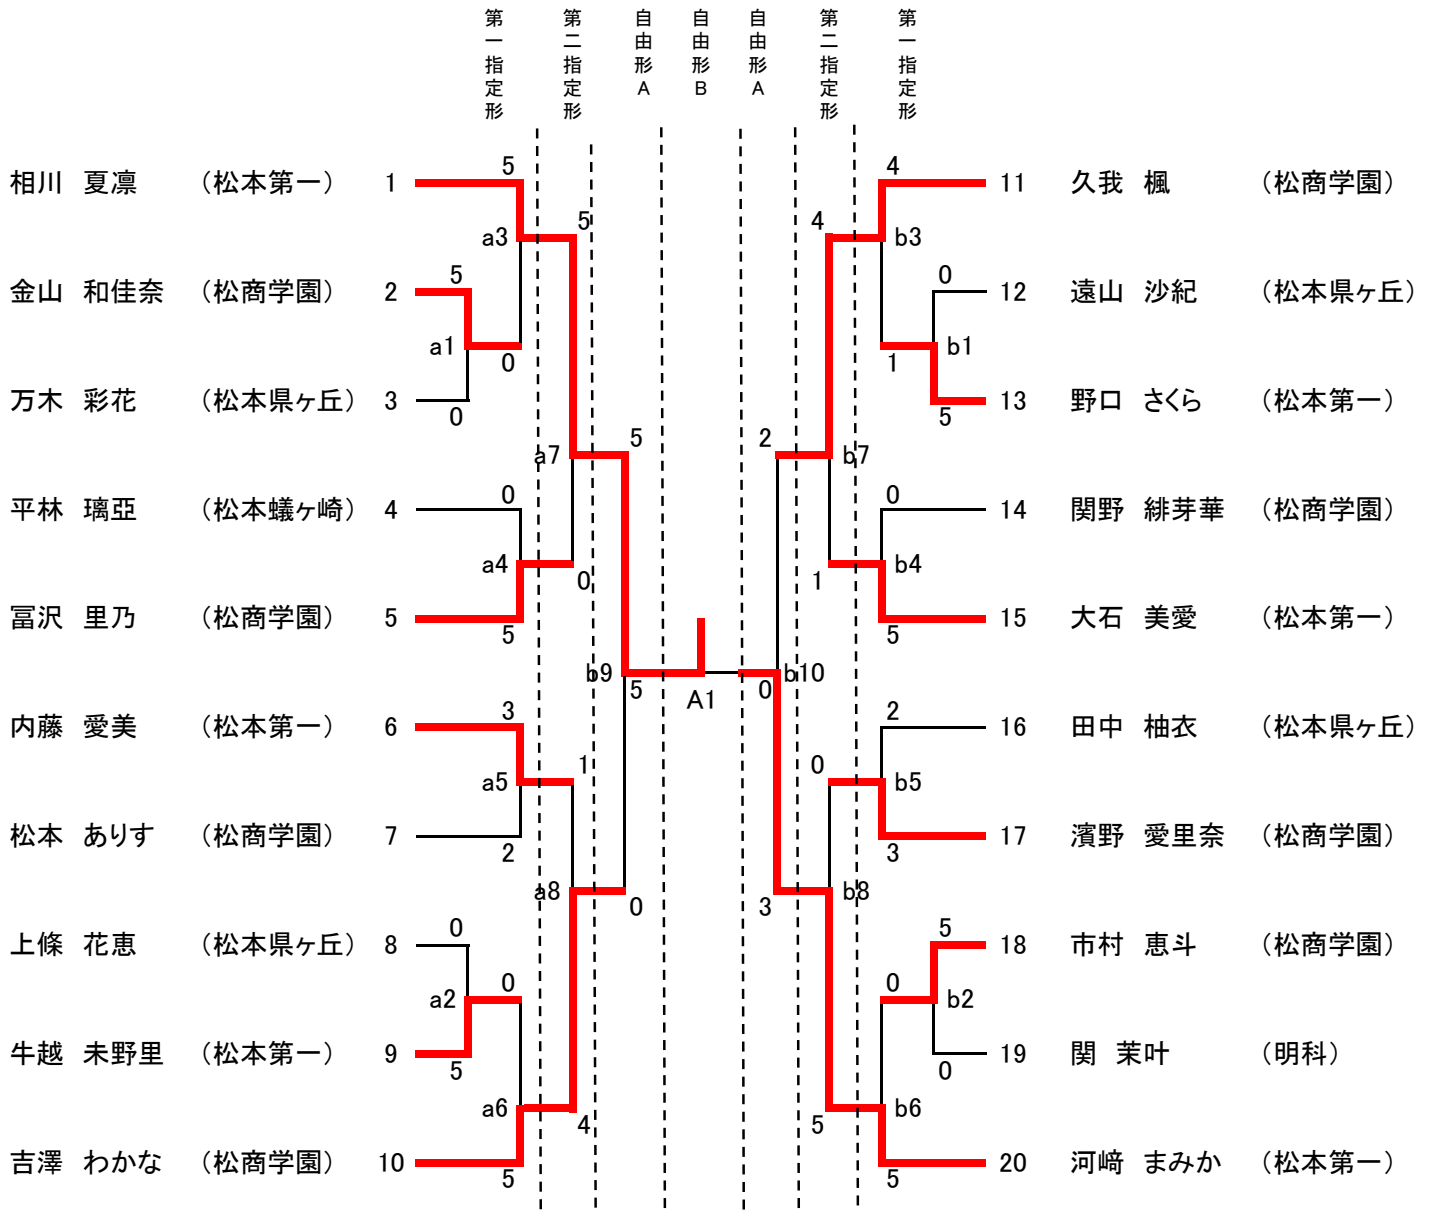 第一指定形
第二指定形
自由形A
自由形B
自由形A
第二指定形
第一指定形
相川 夏凛 （松本第一） 1
金山 和佳奈 （松商学園） 2
万木 彩花 （松本県ヶ丘） 3
平林 璃亞 （松本蟻ヶ崎） 4
冨沢 里乃 （松商学園） 5
内藤 愛美 （松本第一） 6
松本 ありす （松商学園） 7
上條 花恵 （松本県ヶ丘） 8
牛越 未野里 （松本第一） 9
吉澤 わかな （松商学園） 10
5
a3
5
5
a1
0
0
0
a7
5
a4
0
5
b9
5
3
a5
1
2
a8
0
0
a2
0
5
a6
4
5
A1
4
4
b3
0
b1
1
5
2
b7
0
b4
1
5
0
b10
2
0
b5
3
3
b8
5
0
b2
0
b6
5
5
11 久我 楓 （松商学園）
12 遠山 沙紀 （松本県ヶ丘）
13 野口 さくら （松本第一）
14 関野 緋芽華 （松商学園）
15 大石 美愛 （松本第一）
16 田中 柚衣 （松本県ヶ丘）
17 濱野 愛里奈 （松商学園）
18 市村 恵斗 （松商学園）
19 関 茉叶 （明科）
20 河﨑 まみか （松本第一）